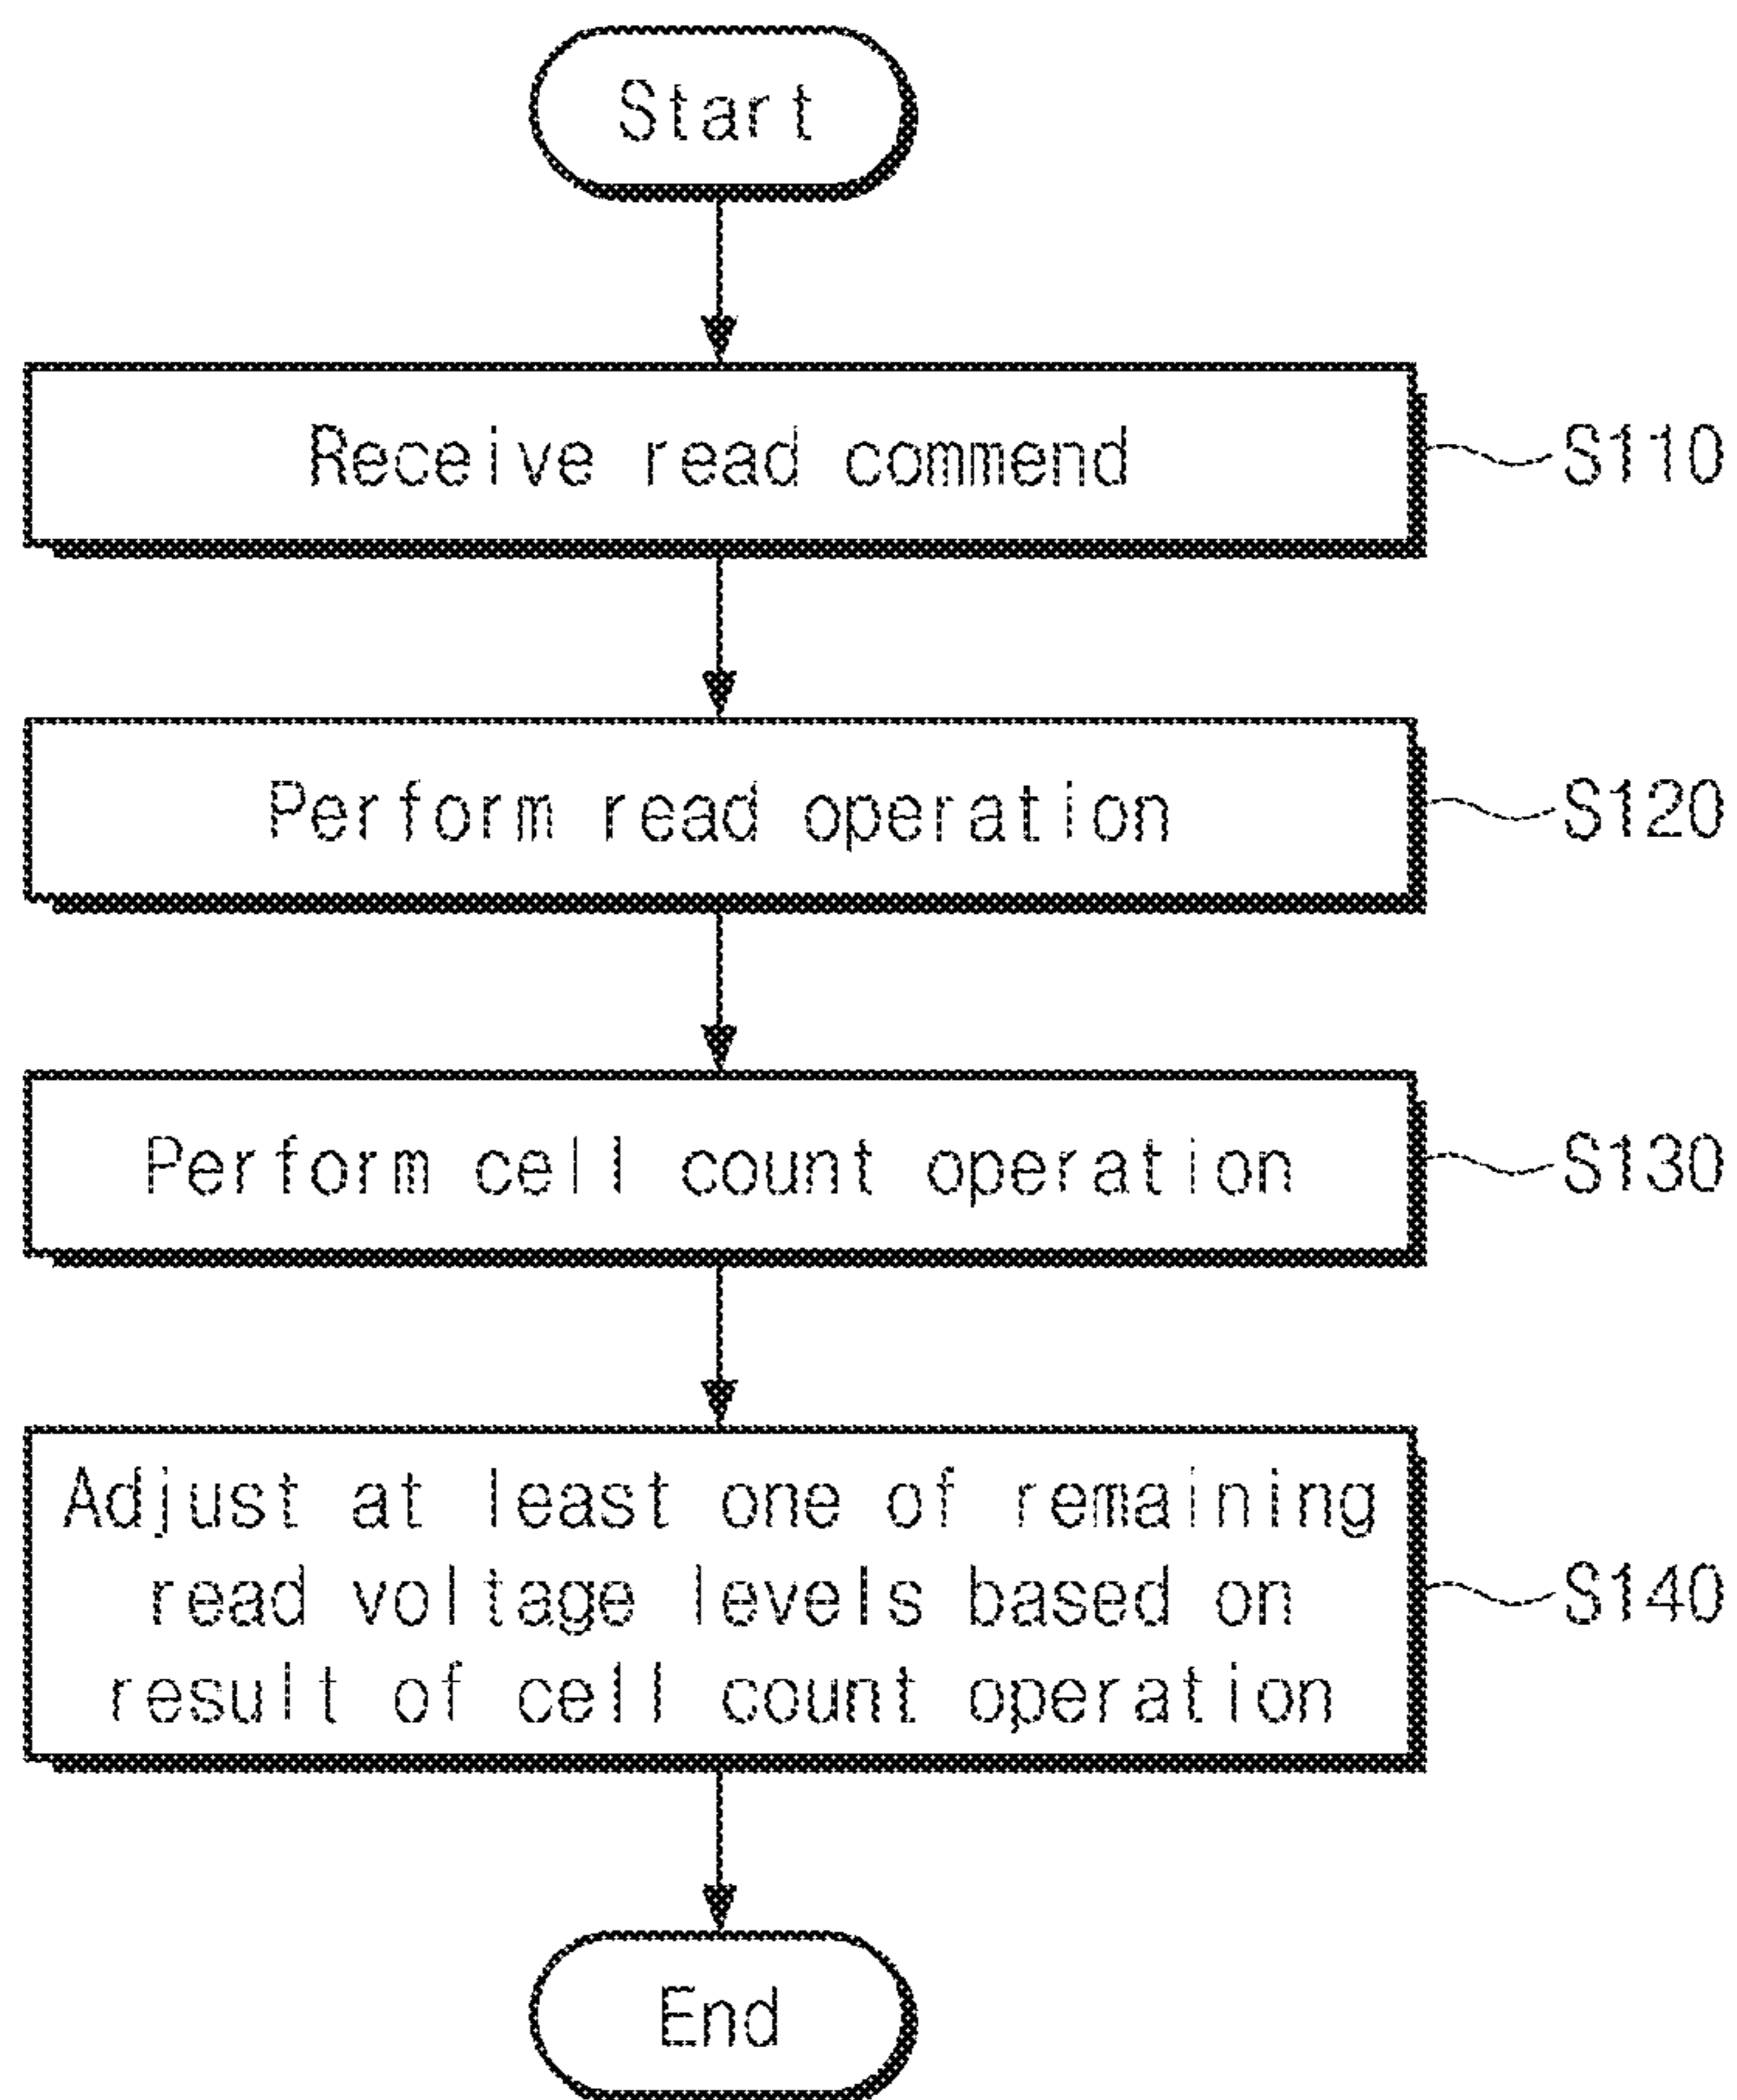 Start
Receive read commend
S110
Perform read operation
S120
Perform cell count operation
S130
Adjust at least one of remaining
read voltage levels based on
S140
result of cell count operation
End